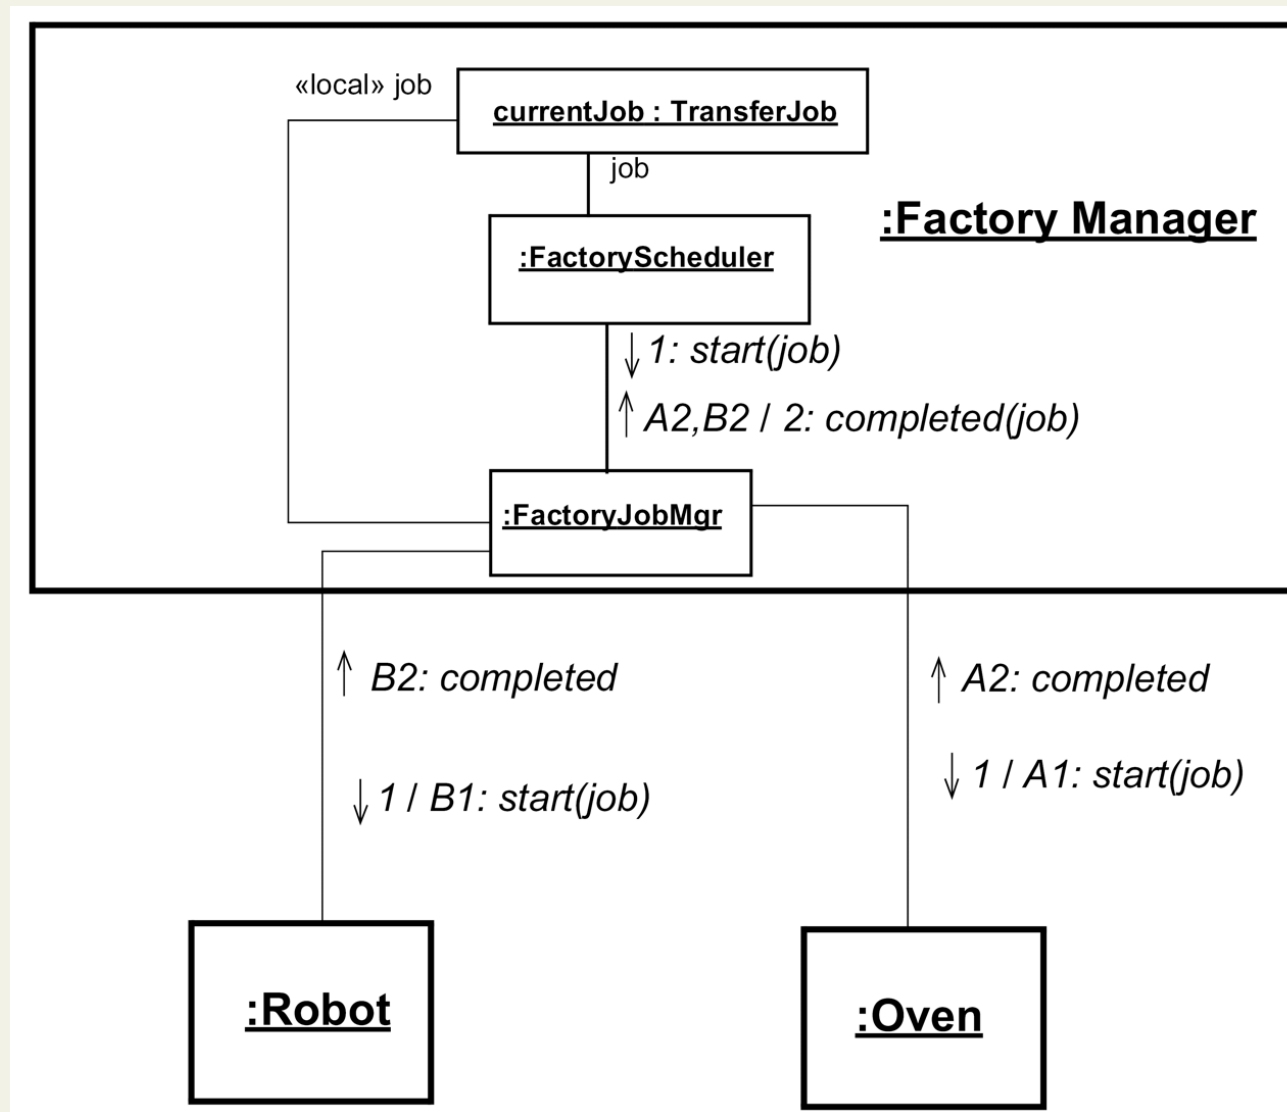 «local» job
currentJob : TransferJob
job
:Factory Manager
:FactoryScheduler
1: start(job)
A2,B2 / 2: completed(job)
:FactoryJobMgr
B2: completed
A2: completed
1 / A1: start(job)
1 / B1: start(job)
:Robot
:Oven